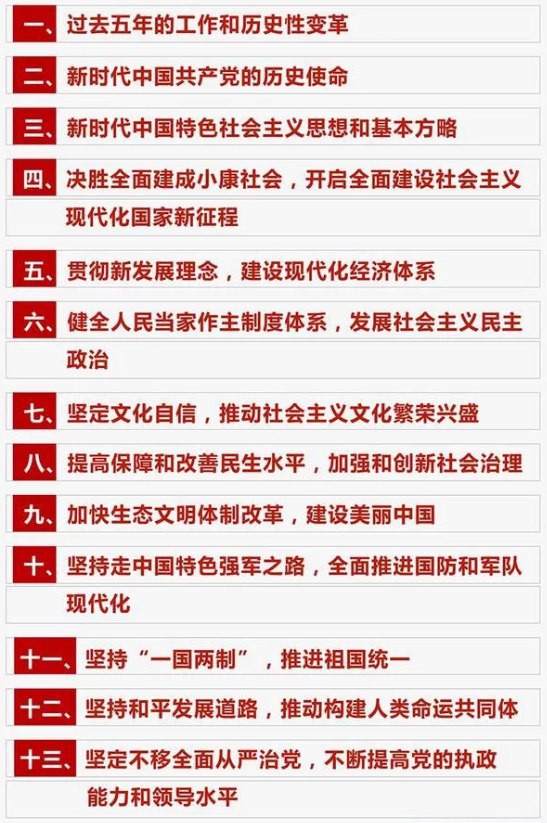 一、过去五年的工作和历史性变革
二、新时代中国共产党的历史使命
三、新时代中国特色社会主义思想和基本方略
四、决胜全面建成小康社会，开启全面建设社会主义
现代化国家新征程
五、贯彻新发展理念，建设现代化经济体系
六、健全人民当家作主制度体系，发展社会主义民主
政治
七、坚定文化自信，推动社会主义文化繁荣兴盛
八、提高保障和改善民生水平，加强和创新社会治理
九、加快生态文明体制改革，建设美丽中国
十、坚持走中国特色强军之路，全面推进国防和军队
现代化
十一、坚持“一国两制”，推进祖国统一
十二、坚持和平发展道路，推动构建人类命运共同体
十三、坚定不移全面从严治党，不断提高党的执政
能力和领导水平